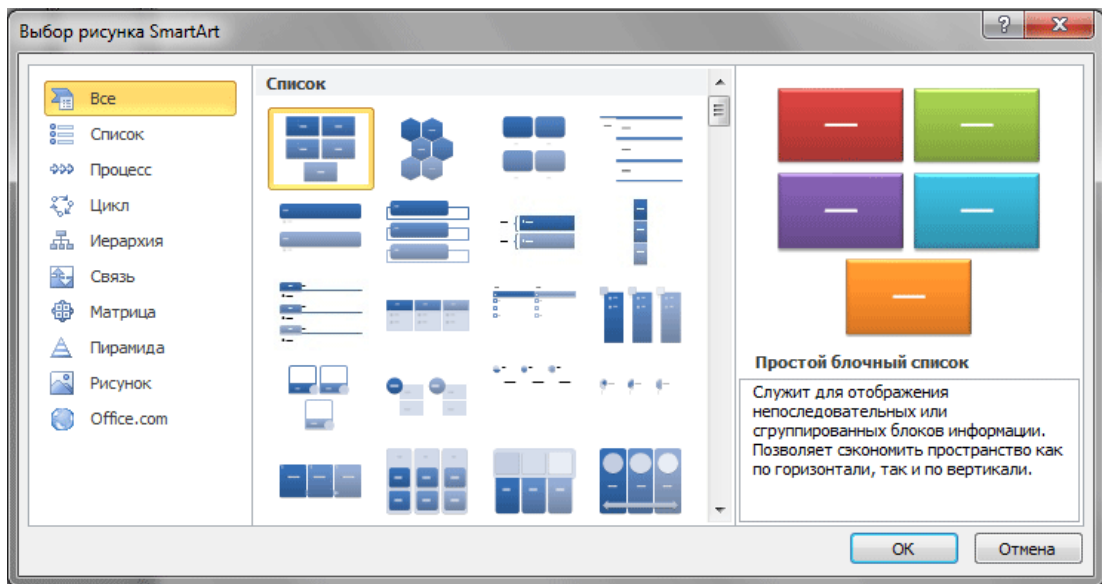 Выбор рисунка SmartArt
Все
Список
Процесс
Цикл
Иерархия
Связь
Матрица
Пирамида
Рисунок
Office.com
Список
Простой блочный список
Служит для отображения
непоследовательных или
сгруппированных блоков информации.
Позволяет сэкономить пространство как
по горизонтали, так и по вертикали.
ОК
Отмена